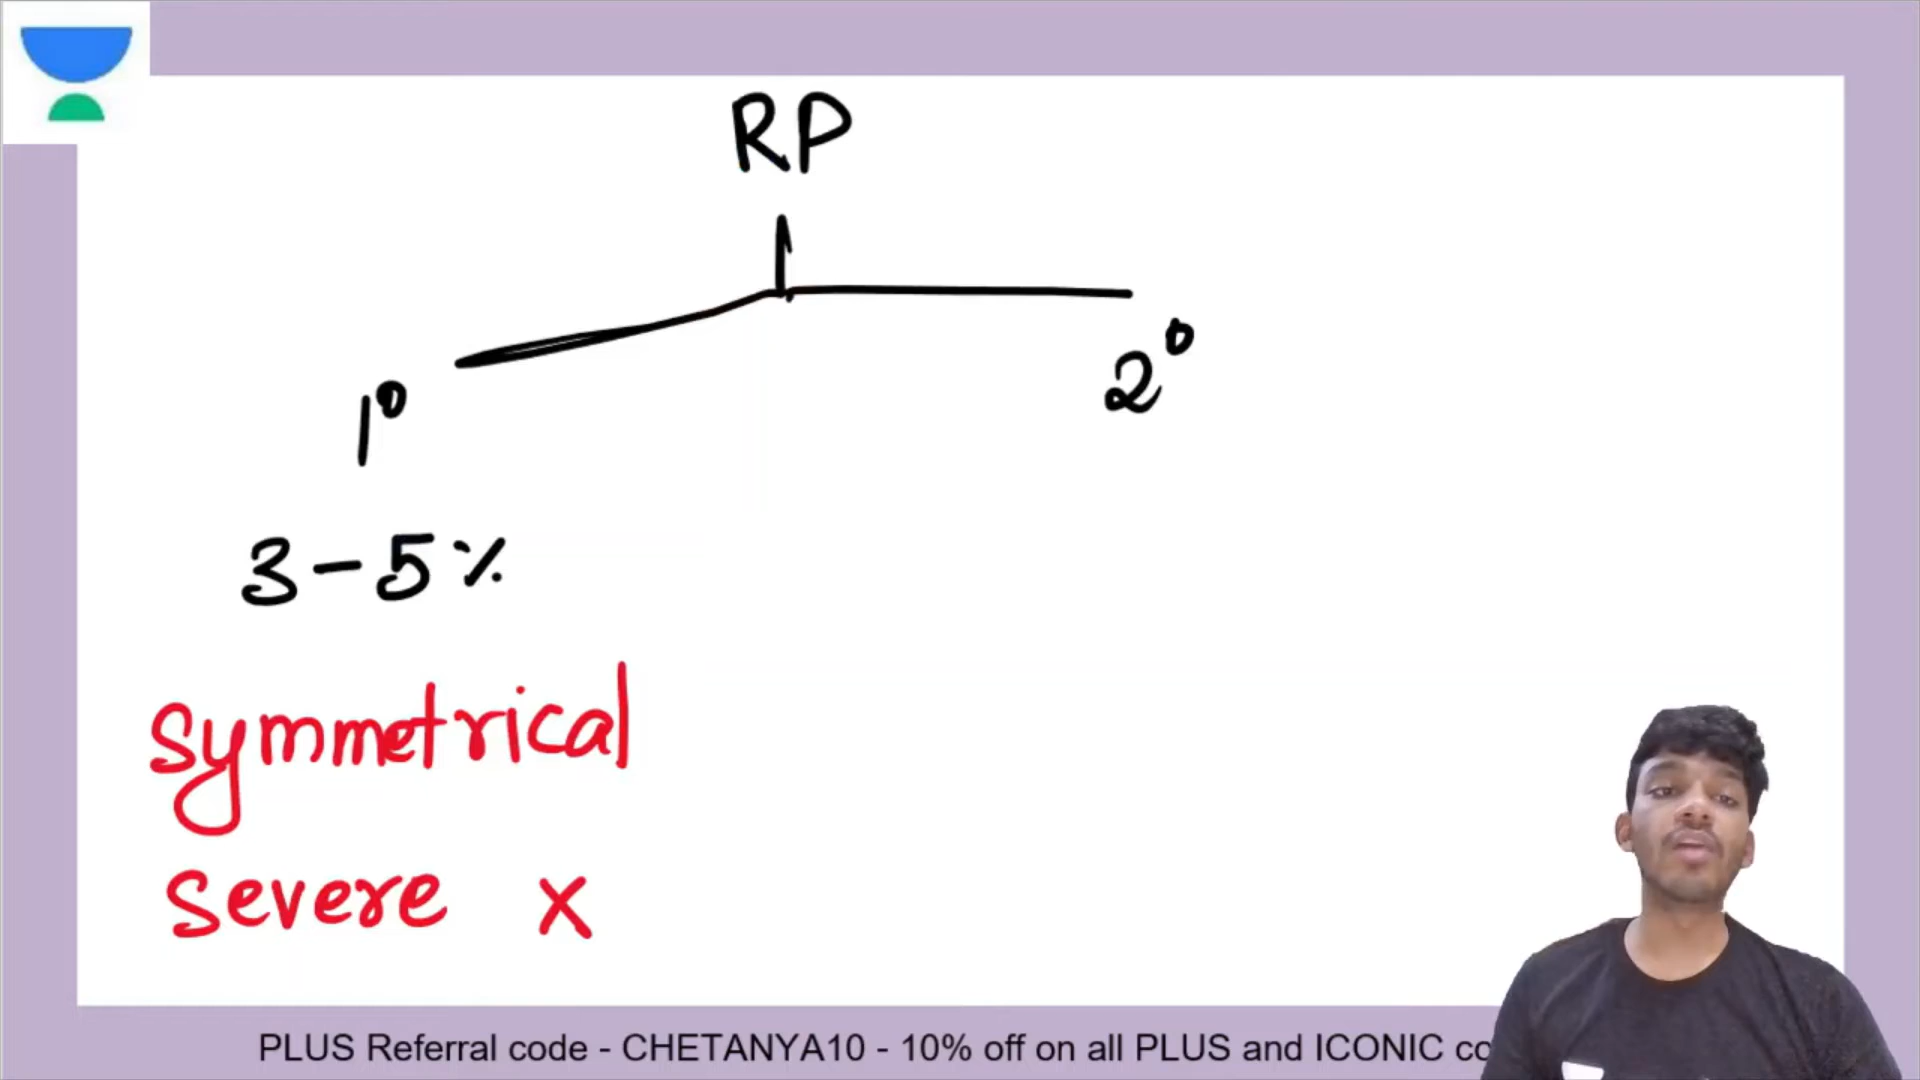 RP
1° 2°
3-5%
Symmetrical
Severe x
PLUS Referral code - CHETANYA10 - 10% off on all PLUS and ICONIC co